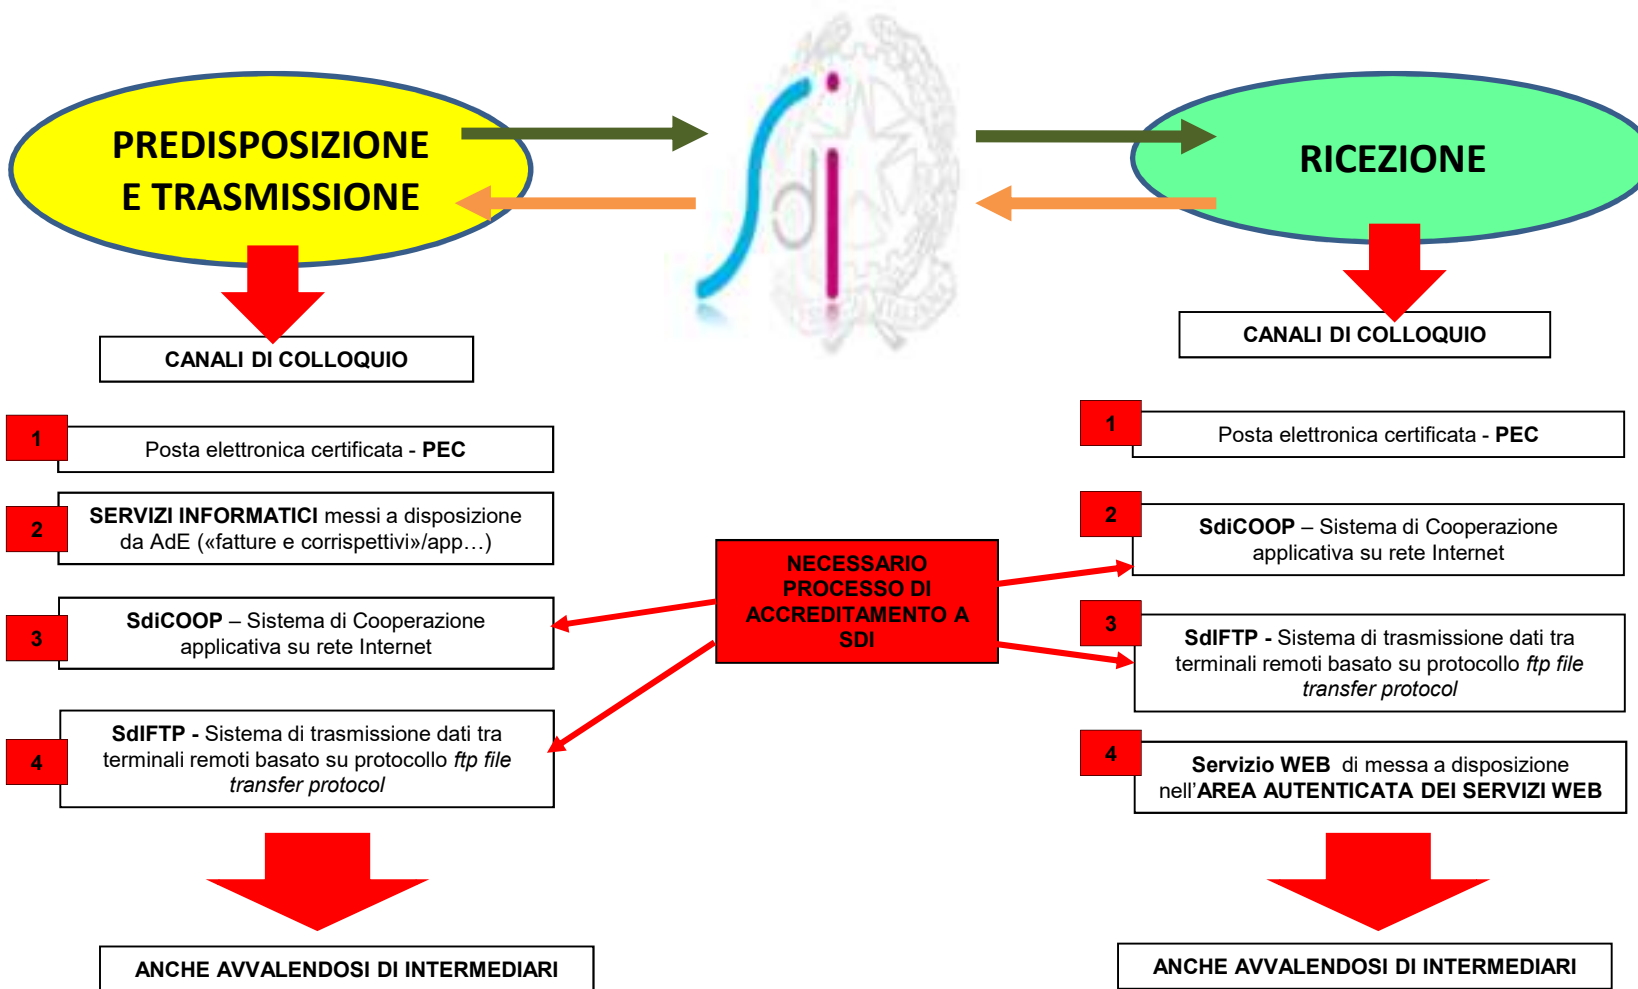 PREDISPOSIZIONE
E TRASMISSIONE
Sdi
RICEZIONE
CANALI DI COLLOQUIO
1
Posta elettronica certificata - PEC
2
SERVIZI INFORMATICI messi a disposizione
da AdE («fatture e corrispettivi»/app…)
3
SdiCOOP – Sistema di Cooperazione
applicativa su rete Internet
4
SdIFTP - Sistema di trasmissione dati tra
terminali remoti basato su protocollo ftp file
transfer protocol
ANCHE AVVALENDOSI DI INTERMEDIARI
NECESSARIO
PROCESSO DI
ACCREDITAMENTO A
SDI
CANALI DI COLLOQUIO
1
Posta elettronica certificata - PEC
2
SdiCOOP – Sistema di Cooperazione
applicativa su rete Internet
3
SdIFTP - Sistema di trasmissione dati tra
terminali remoti basato su protocollo ftp file
transfer protocol
4
Servizio WEB di messa a disposizione
nell’AREA AUTENTICATA DEI SERVIZI WEB
ANCHE AVVALENDOSI DI INTERMEDIARI